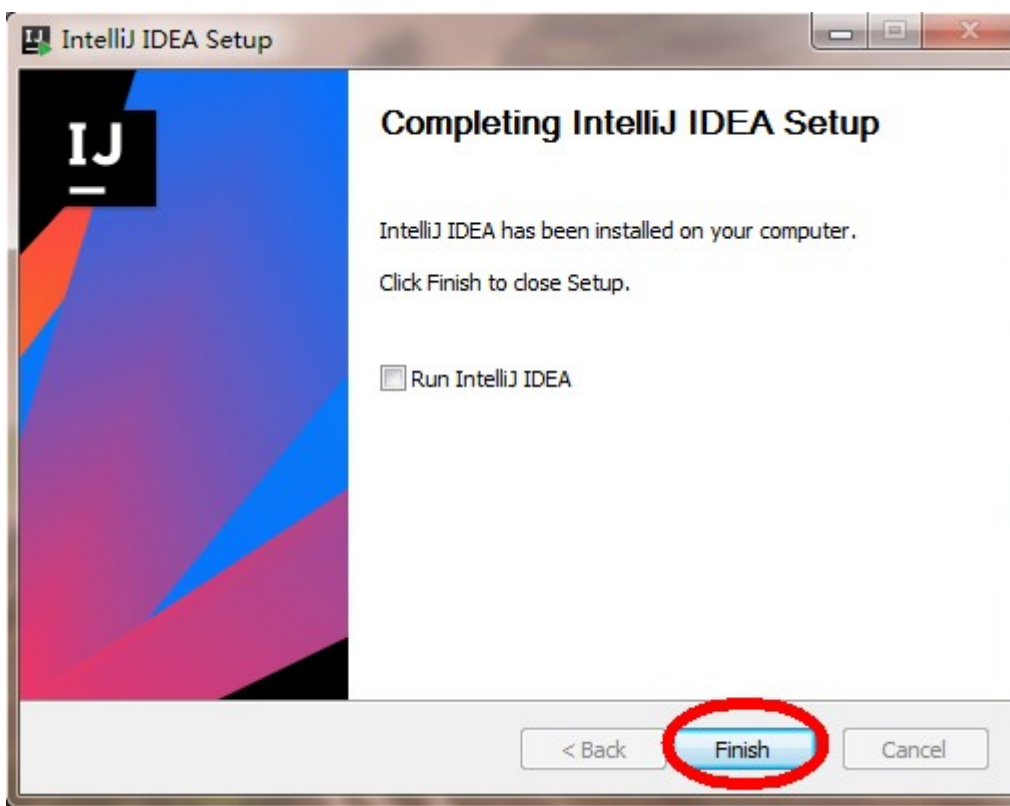 IntelliJ IDEA Setup
IJ
Completing IntelliJ IDEA Setup
IntelliJ IDEA has been installed on your computer.
Click Finish to close Setup.
Run IntelliJ IDEA
< Back
Finish
Cancel